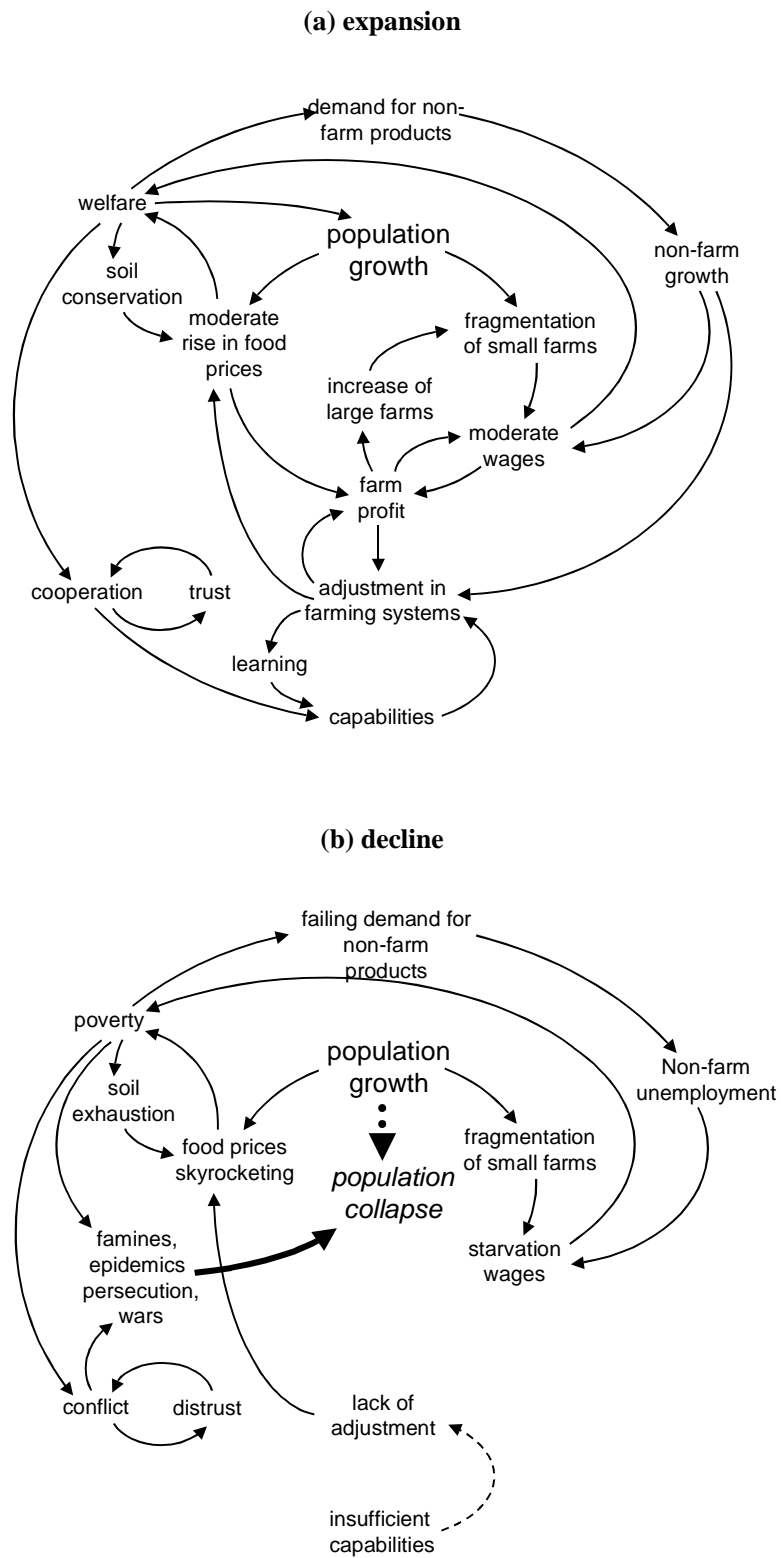 (a) expansion
demand for non-
farm products
welfare
population
growth
non-farm
growth
soil
conservation
moderate
rise in food
prices
fragmentation
of small farms
increase of
large farms
moderate
wages
farm
profit
cooperation
trust
adjustment in
farming systems
learning
capabilities
(b) decline
failing demand for
non-farm
products
poverty
population
growth
Non-farm
unemployment
soil
exhaustion
food prices
skyrocketing
fragmentation
of small farms
population
collapse
famines,
epidemics
persecution,
wars
starvation
wages
conflict
distrust
lack of
adjustment
insufficient
capabilities